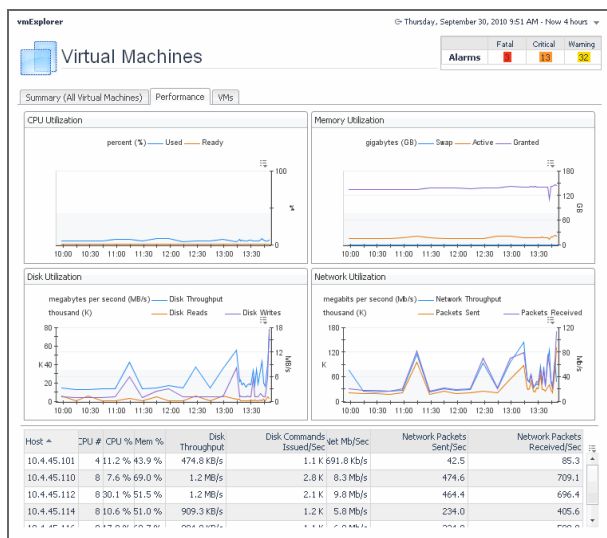 vmExplorer
Thursday, September 30, 2010 9:51 AM - Now 4 hours
Virtual Machines
Fatal Critical Warning
Alarms 3 13 32
Summary (All Virtual Machines) Performance VMs
CPU Utilization
percent (%) Used Ready
100
%
0
10:00 10:30 11:00 11:30 12:00 12:30 13:00 13:30
Memory Utilization
gigabytes (GB) Swap Active Granted
180
120
GB
60
0
10:00 10:30 11:00 11:30 12:00 12:30 13:00 13:30
Disk Utilization
megabytes per second (MB/s) Disk Throughput
thousand (K) Disk Reads Disk Writes
80 18
60 12
K 40 MB/s
20 6
0 0
10:00 10:30 11:00 11:30 12:00 12:30 13:00 13:30
Network Utilization
megabits per second (Mb/s) Network Throughput
thousand (K) Packets Sent Packets Received
180 120
120 80
K Mb/s
60 40
0 0
10:00 10:30 11:00 11:30 12:00 12:30 13:00 13:30
Host CPU # CPU % Mem % Disk Throughput Disk Commands Issued/Sec Net Mb/Sec Network Packets Sent/Sec Network Packets Received/Sec
10.4.45.101 4 11.2 % 43.9 % 474.8 KB/s 1.1 K 691.8 Kb/s 42.5 85.3
10.4.45.110 8 7.6 % 69.0 % 1.2 MB/s 2.8 K 8.3 Mb/s 474.6 709.1
10.4.45.112 8 30.1 % 51.5 % 1.2 MB/s 2.1 K 9.8 Mb/s 464.4 696.4
10.4.45.114 8 10.6 % 51.0 % 909.3 KB/s 1.2 K 5.8 Mb/s 234.0 405.6